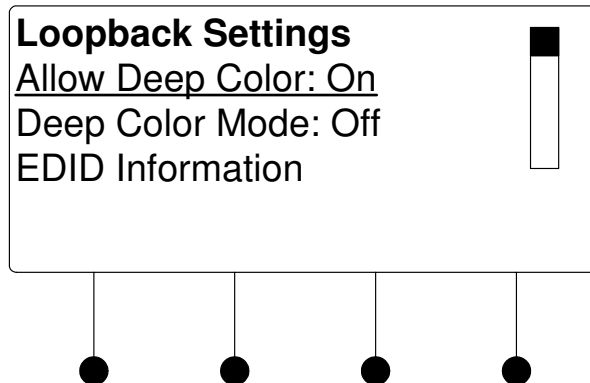 Loopback Settings
Allow Deep Color: On
Deep Color Mode: Off
EDID Information